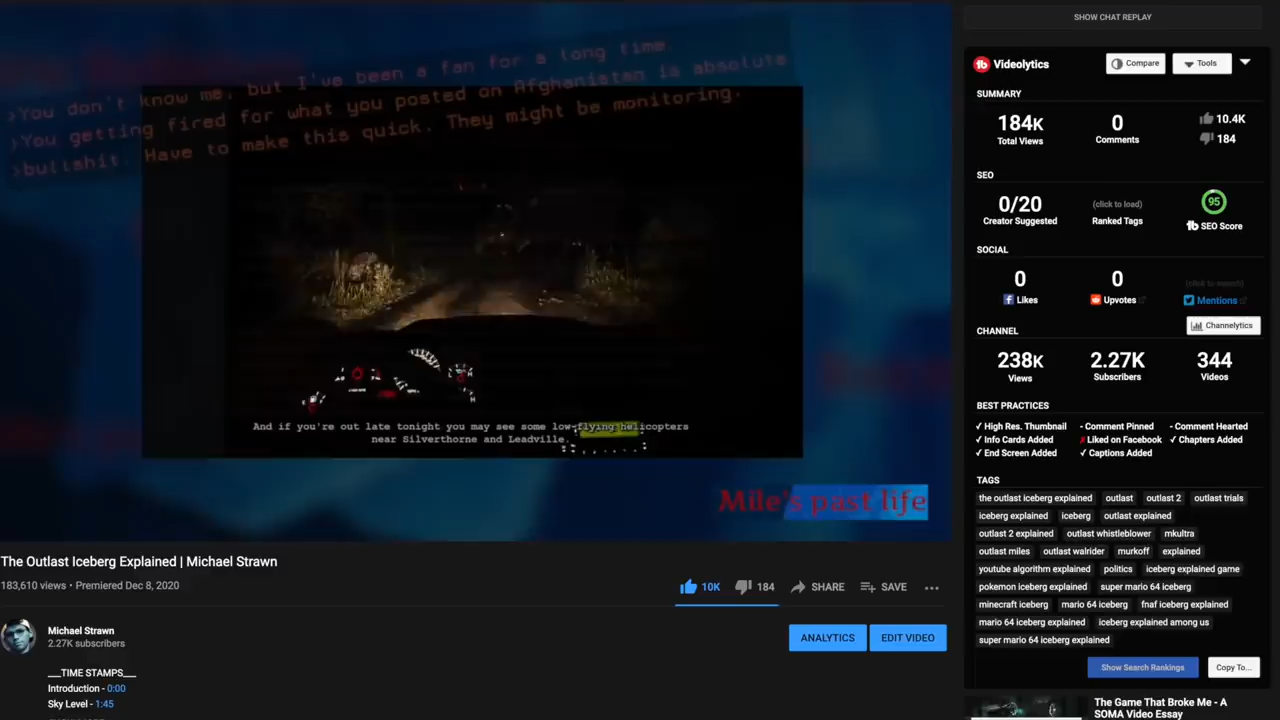 >You don't know me, but I've been a fan for a long time.
>You getting fired for what you posted on Afghanistan is absolute
>bullshit. Have to make this quick. They might be monitoring.
And if you're out late tonight you may see some low-flying helicopters
near Silverthorne and Leadville.
Mile's past life
The Outlast Iceberg Explained | Michael Strawn
183,610 views • Premiered Dec 8, 2020
10K
184
SHARE
SAVE
Michael Strawn
2.27K subscribers
ANALYTICS
EDIT VIDEO
___TIME STAMPS___
Introduction - 0:00
Sky Level - 1:45
SHOW CHAT REPLAY
Videolytics
Compare
Tools
SUMMARY
184K
Total Views
0
Comments
10.4K
184
SEO
0/20
Creator Suggested
(click to load)
Ranked Tags
95
SEO Score
SOCIAL
0
Likes
0
Upvotes
Mentions
CHANNEL
Channelytics
238K
Views
2.27K
Subscribers
344
Videos
BEST PRACTICES
✓ High Res. Thumbnail - Comment Pinned - Comment Hearted
✓ Info Cards Added ✗ Liked on Facebook ✓ Chapters Added
✓ End Screen Added ✓ Captions Added
TAGS
the outlast iceberg explained outlast outlast 2 outlast trials
iceberg explained iceberg outlast explained
outlast 2 explained outlast whistleblower mkultra
outlast miles outlast walrider murkoff explained
youtube algorithm explained politics iceberg explained game
pokemon iceberg explained super mario 64 iceberg
minecraft iceberg mario 64 iceberg fnaf iceberg explained
mario 64 iceberg explained iceberg explained among us
super mario 64 iceberg explained
Show Search Rankings
Copy To...
The Game That Broke Me - A
SOMA Video Essay